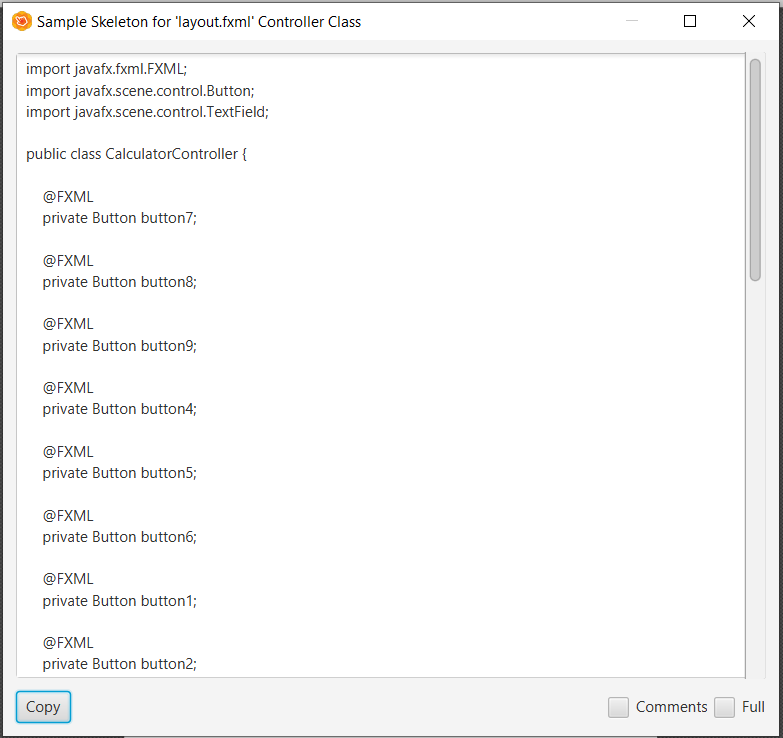 Sample Skeleton for 'layout.fxml' Controller Class
import javafx.fxml.FXML;
import javafx.scene.control.Button;
import javafx.scene.control.TextField;
public class CalculatorController {
@FXML
private Button button7;
@FXML
private Button button8;
@FXML
private Button button9;
@FXML
private Button button4;
@FXML
private Button button5;
@FXML
private Button button6;
@FXML
private Button button1;
@FXML
private Button button2;
Copy
Comments
Full